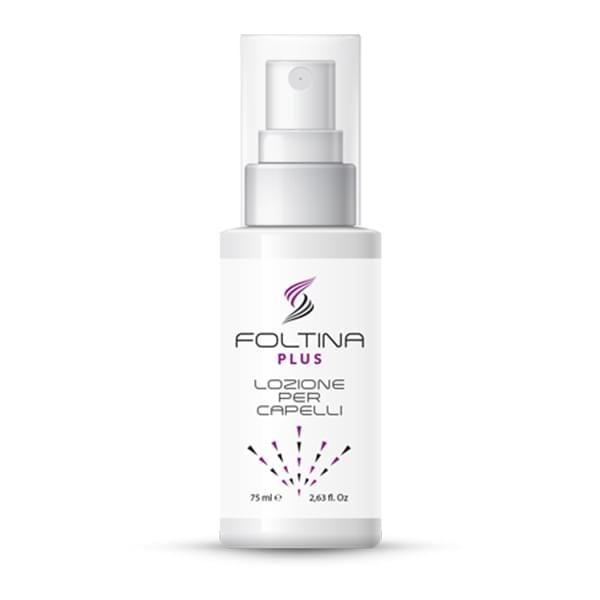 FOLTINA
PLUS
LOZIONE
PER
CAPELLI
75 ml ℮ 2,63 fl. Oz